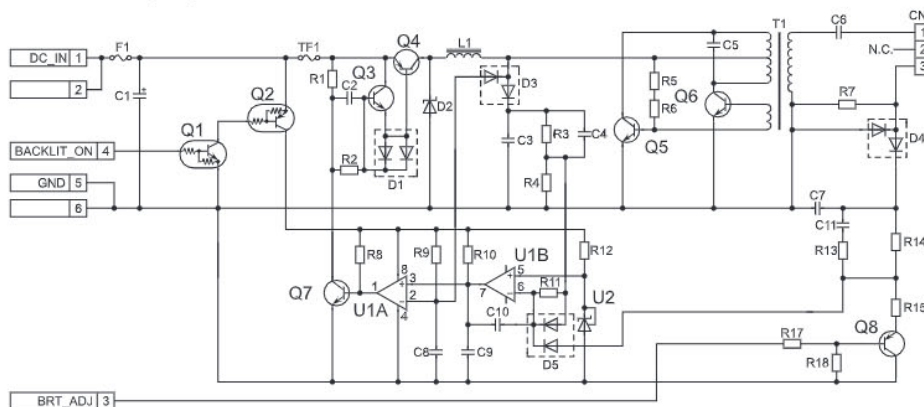 CN
T1
C6
1
N.C.
2
3
Q4
L1
F1
DC_IN 1
2
TF1
R1
C2
Q3
D3
C5
R5
R6
Q6
R7
C1
Q2
D2
Q1
C3
R3
C4
Q5
D4
BACKLIT_ON 4
R2
D1
R4
GND 5
6
C7
C11
R14
R13
R8
R9
R10
U1B
R12
8
3
5
+
+
R11
U2
Q7
1
U1A
2
7
6
-
-
4
C10
D5
R15
Q8
C8
C9
R17
R18
BRT_ADJ 3